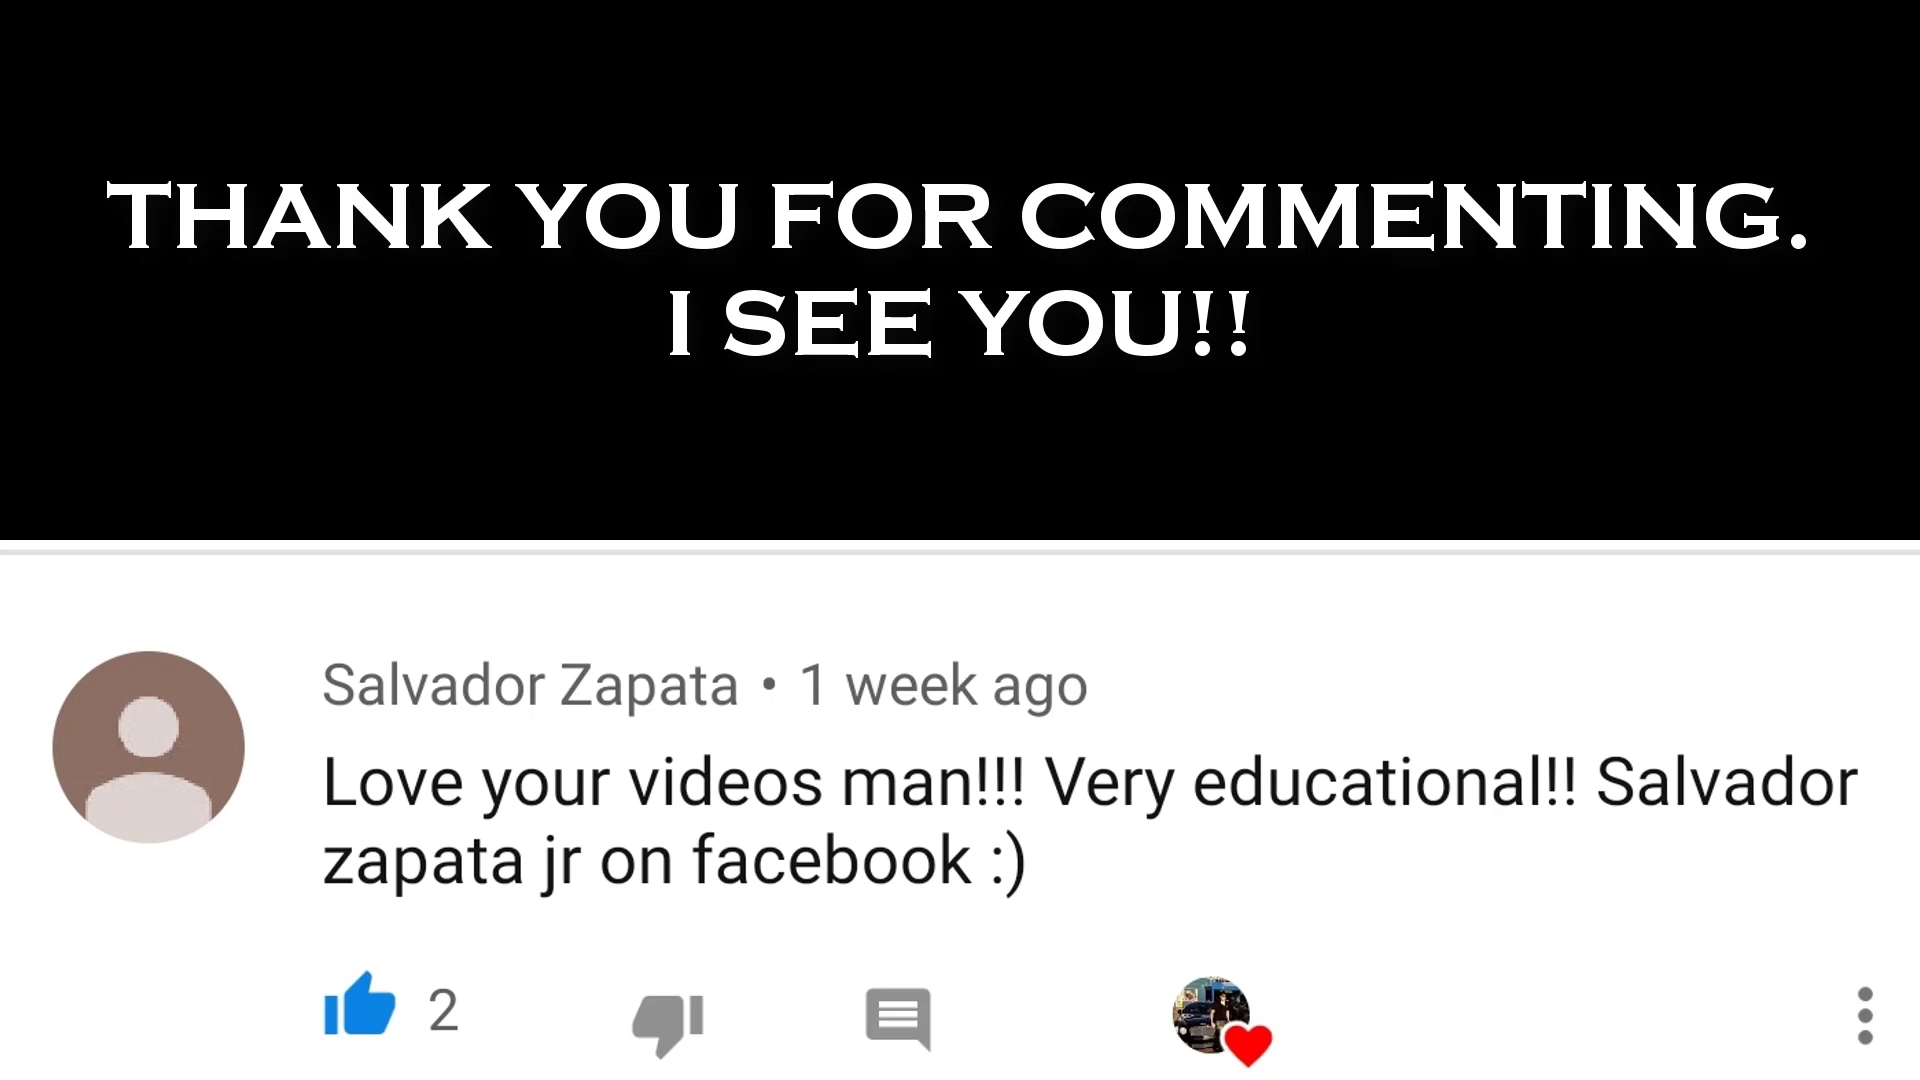 THANK YOU FOR COMMENTING.
I SEE YOU!!
Salvador Zapata • 1 week ago
Love your videos man!!! Very educational!! Salvador
zapata jr on facebook :)
2